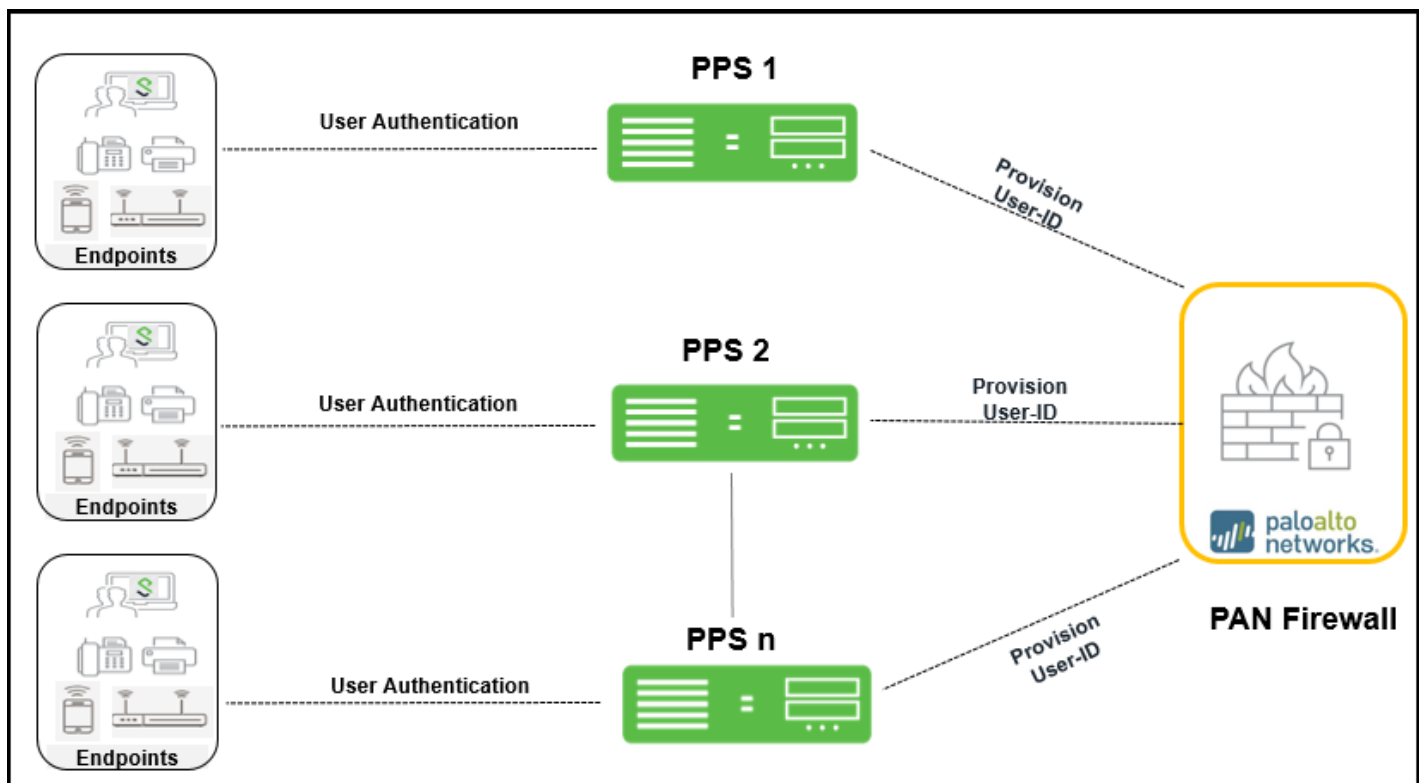 PPS 1
User Authentication
Provision
User-ID
Endpoints
PPS 2
User Authentication
Provision
User-ID
Endpoints
paloalto
networks.
PAN Firewall
PPS n
User Authentication
Provision
User-ID
Endpoints